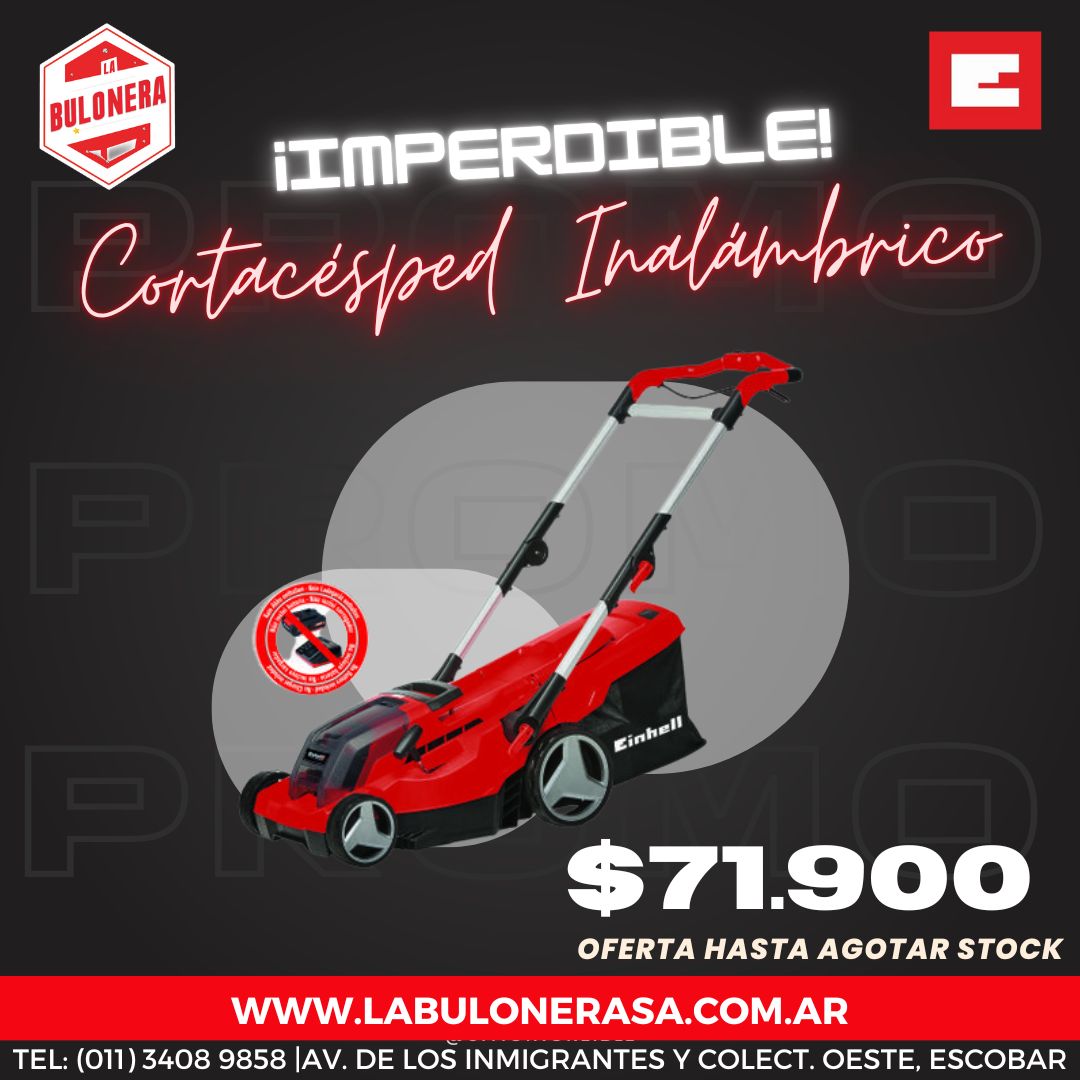 LA
BULONERA
PROMO
¡IMPERDIBLE!
Cortacésped Inalámbrico
PROMO
Einhell
PROMO
$71.900
OFERTA HASTA AGOTAR STOCK
WWW.LABULONERASA.COM.AR
TEL: (011) 3408 9858 |AV. DE LOS INMIGRANTES Y COLECT. OESTE, ESCOBAR